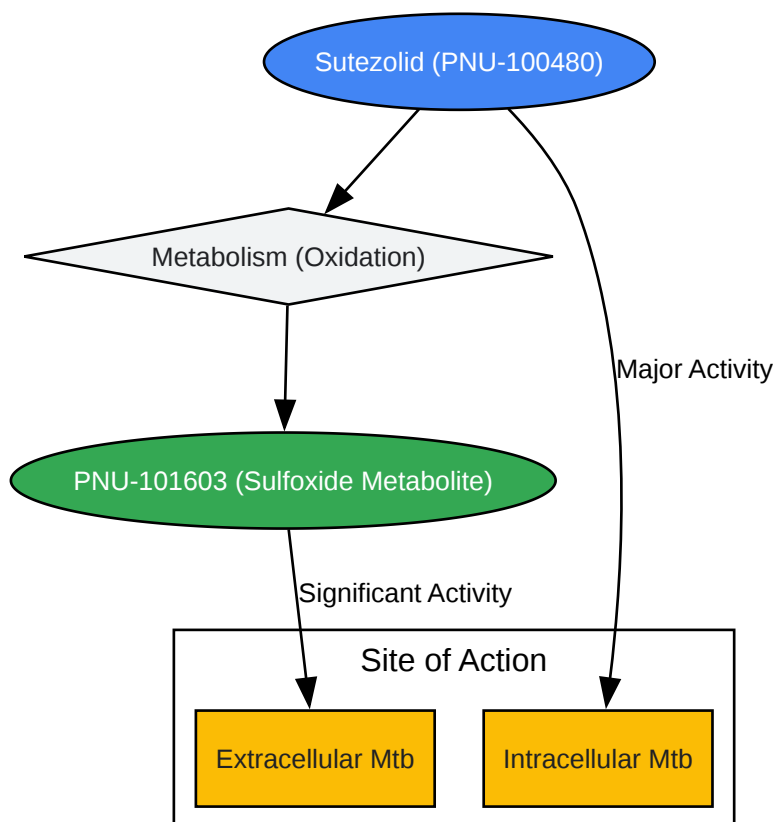 Sutezolid (PNU-100480)
Metabolism (Oxidation)
Major Activity
PNU-101603 (Sulfoxide Metabolite)
Significant Activity
Site of Action
Extracellular Mtb
Intracellular Mtb